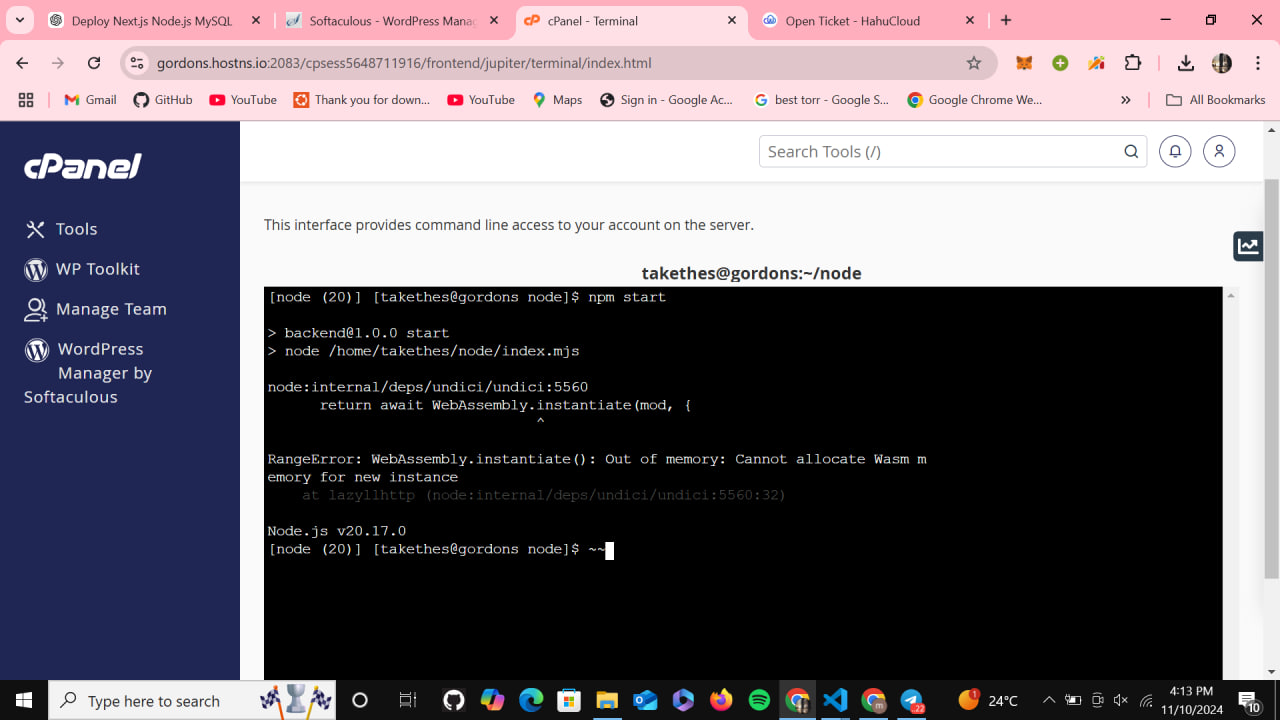 Deploy Next.js Node.js MySQL
Softaculous - WordPress Manag
cPanel - Terminal
Open Ticket - HahuCloud
gordons.hostns.io:2083/cpsess5648711916/frontend/jupiter/terminal/index.html
Gmail
GitHub
YouTube
Thank you for down...
YouTube
Maps
Sign in - Google Ac...
best torr - Google S...
Google Chrome We...
All Bookmarks
cPanel
Search Tools (/)
Tools
WP Toolkit
Manage Team
WordPress
Manager by
Softaculous
This interface provides command line access to your account on the server.
takethes@gordons:~/node
[node (20)] [takethes@gordons node]$ npm start
> backend@1.0.0 start
> node /home/takethes/node/index.mjs
node:internal/deps/undici/undici:5560
return await WebAssembly.instantiate(mod, {
^
RangeError: WebAssembly.instantiate(): Out of memory: Cannot allocate Wasm m
emory for new instance
at lazyllhttp (node:internal/deps/undici/undici:5560:32)
Node.js v20.17.0
[node (20)] [takethes@gordons node]$ ~~
Type here to search
m
22
1
24°C
4:13 PM
11/10/2024
10